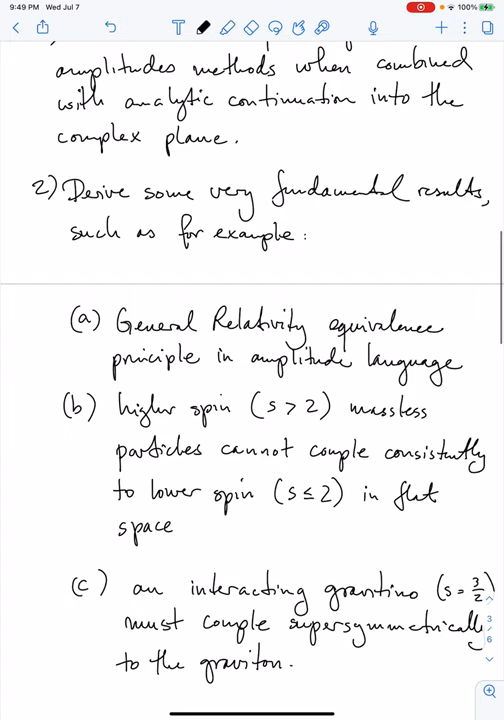 9:49 PM Wed Jul 7
100%
amplitudes methods when combined
with analytic continuation into the
complex plane.
2) Derive some very fundamental results,
such as for example:
(a) General Relativity equivalence
principle in amplitude language
(b) higher spin (s > 2) massless
particles cannot couple consistently
to lower spin (s ≤ 2) in flat
space
(c) an interacting gravitino (s = 3/2)
must couple supersymmetrically
to the graviton.
3
/
6